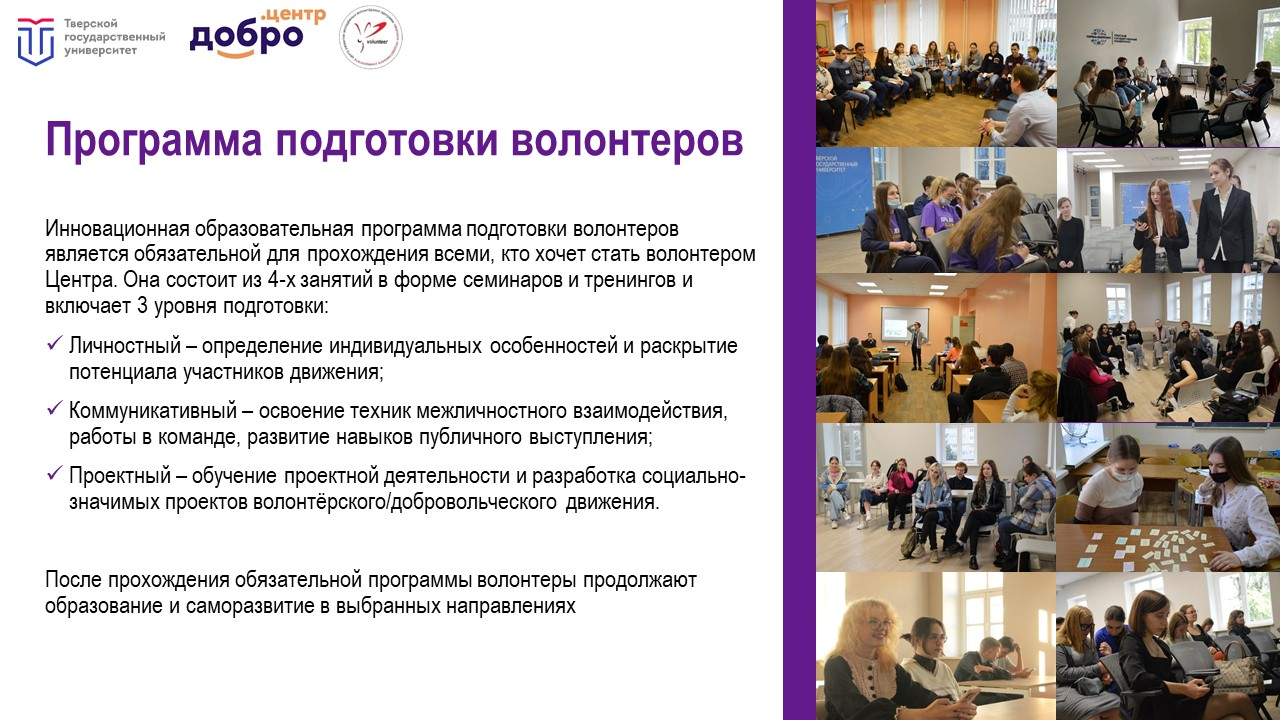 Тверской
государственный
университет
добро.центр
volunteer
Программа подготовки волонтеров
Инновационная образовательная программа подготовки волонтеров
является обязательной для прохождения всеми, кто хочет стать волонтером
Центра. Она состоит из 4-х занятий в форме семинаров и тренингов и
включает 3 уровня подготовки:
✓ Личностный – определение индивидуальных особенностей и раскрытие
потенциала участников движения;
✓ Коммуникативный – освоение техник межличностного взаимодействия,
работы в команде, развитие навыков публичного выступления;
✓ Проектный – обучение проектной деятельности и разработка социально-
значимых проектов волонтёрского/добровольческого движения.
После прохождения обязательной программы волонтеры продолжают
образование и саморазвитие в выбранных направлениях
ТВЕРСКОЙ
ГОСУДАРСТВЕННЫЙ
УНИВЕРСИТЕТ